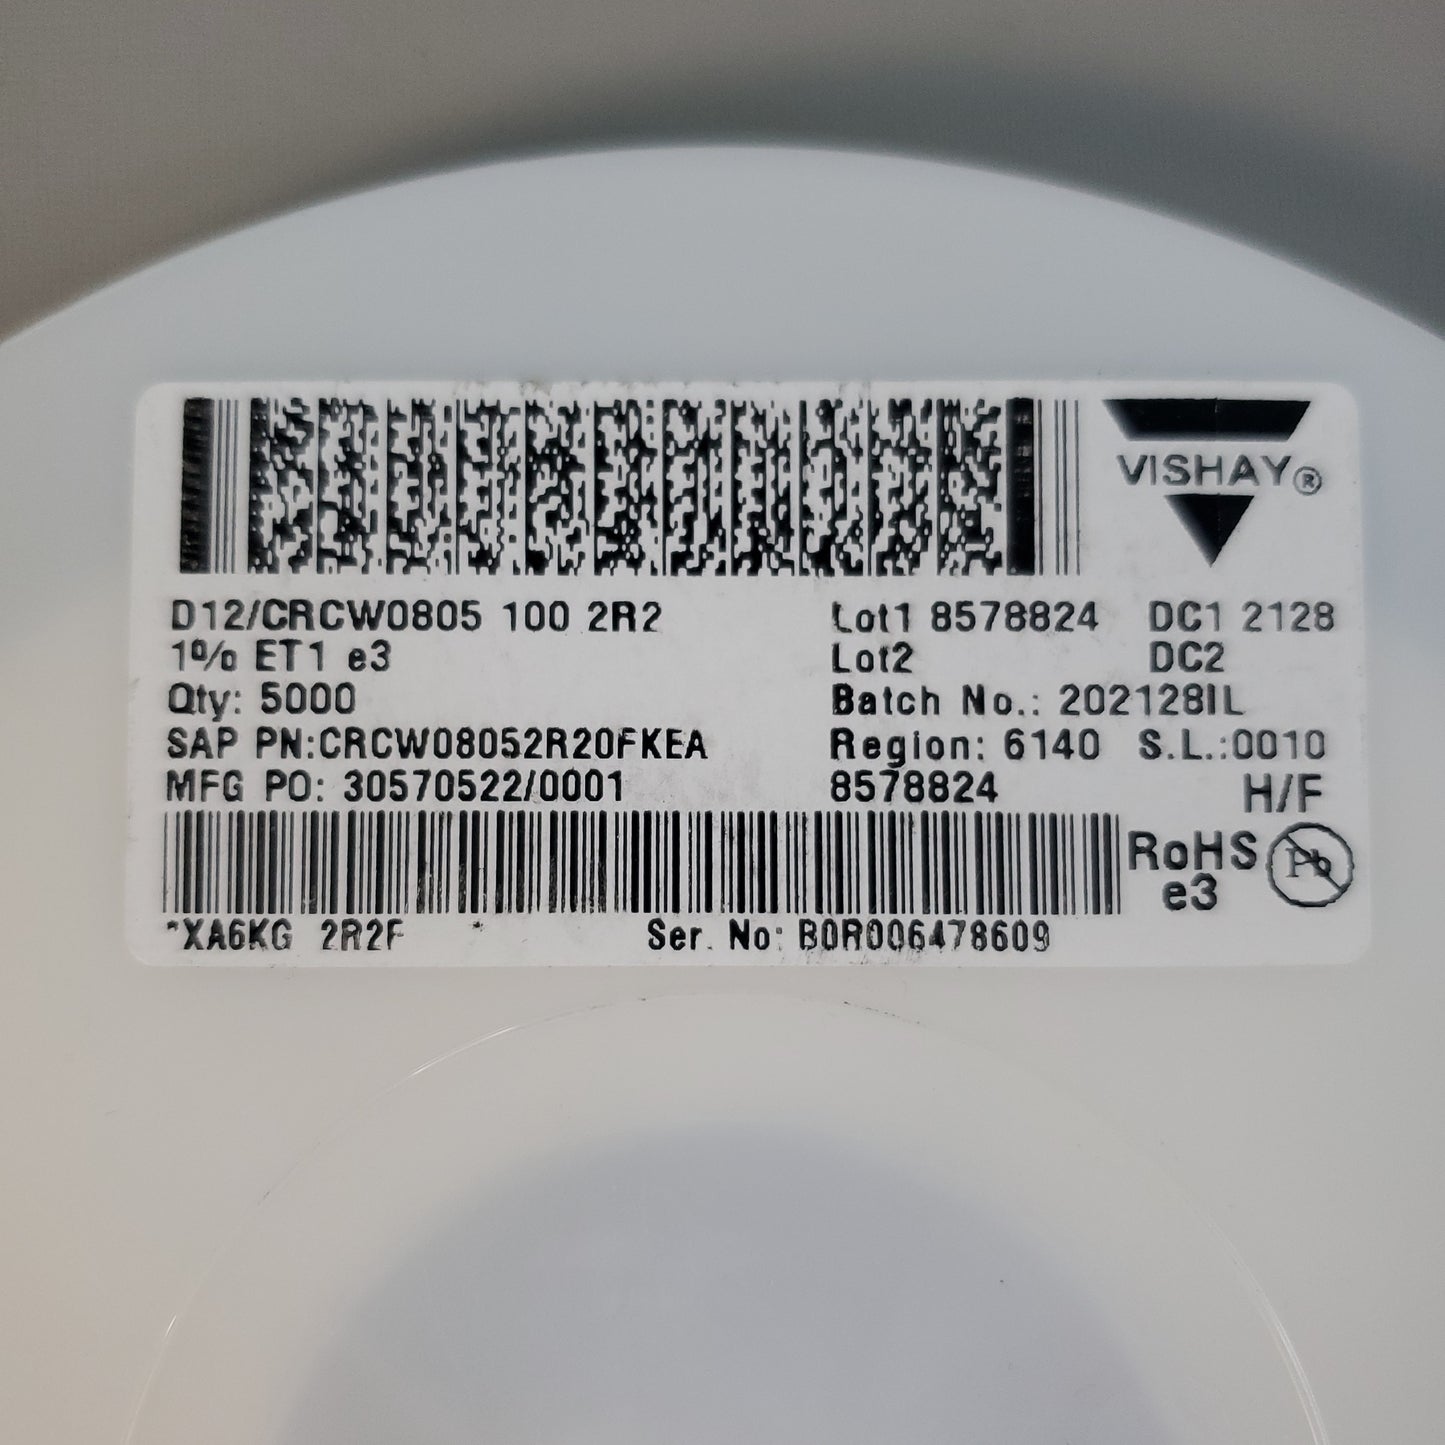 VISHAY®
D12/CRCW0805 100 2R2
1% ET1 e3
Qty: 5000
SAP PN:CRCW08052R20FKEA
MFG PO: 30570522/0001
Lot1 8578824 DC1 2128
Lot2 DC2
Batch No.: 202128IL
Region: 6140 S.L.:0010
8578824 H/F
RoHS
e3
Pb
*XA6KG 2R2F * Ser. No: B0R006478609